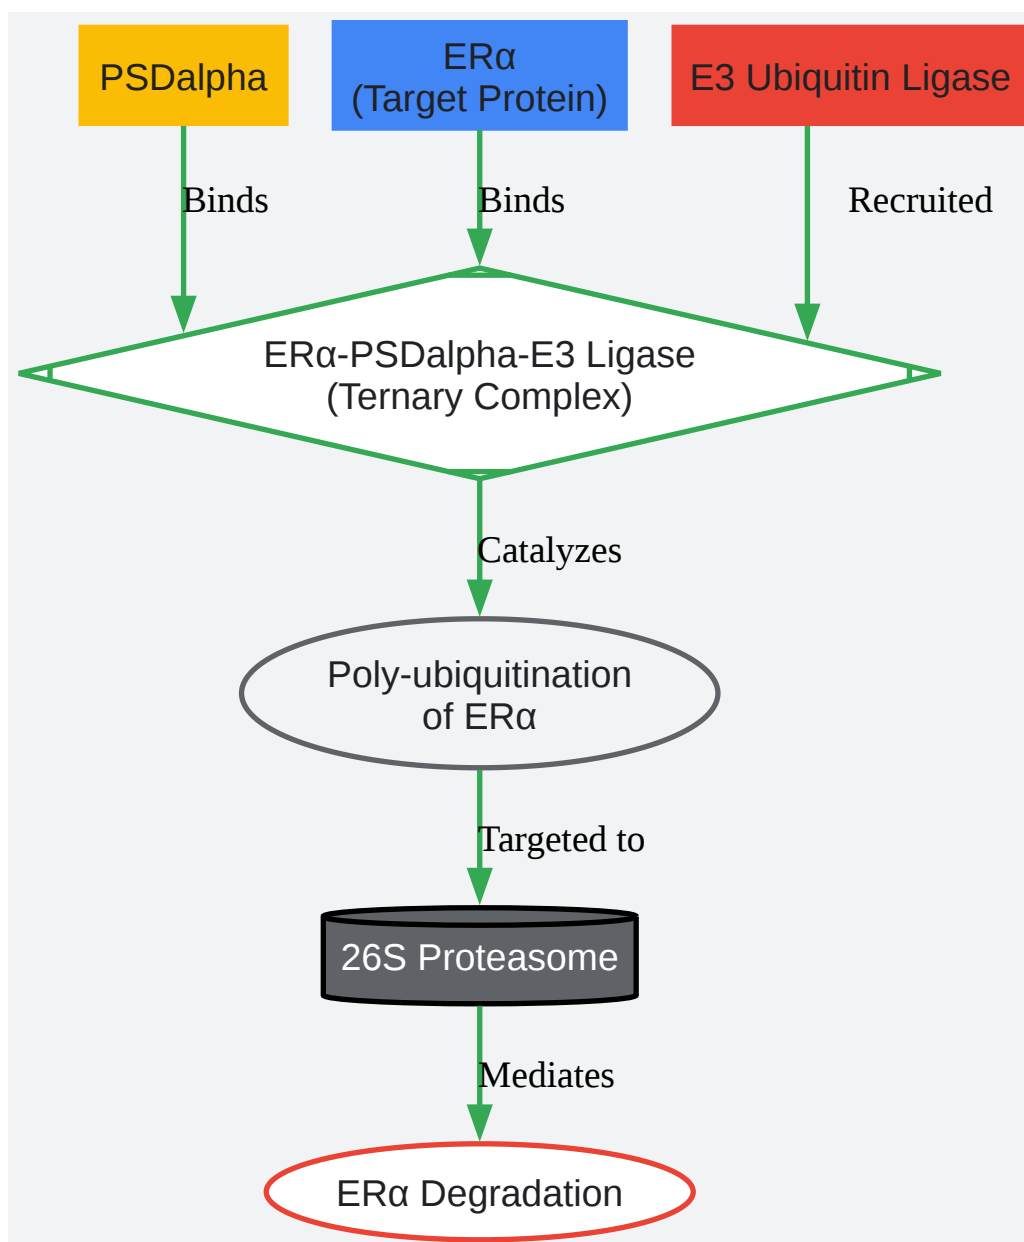 PSDalpha
ERα
(Target Protein)
E3 Ubiquitin Ligase
Binds
Binds
Recruited
ERα-PSDalpha-E3 Ligase
(Ternary Complex)
Catalyzes
Poly-ubiquitination
of ERα
Targeted to
26S Proteasome
Mediates
ERα Degradation